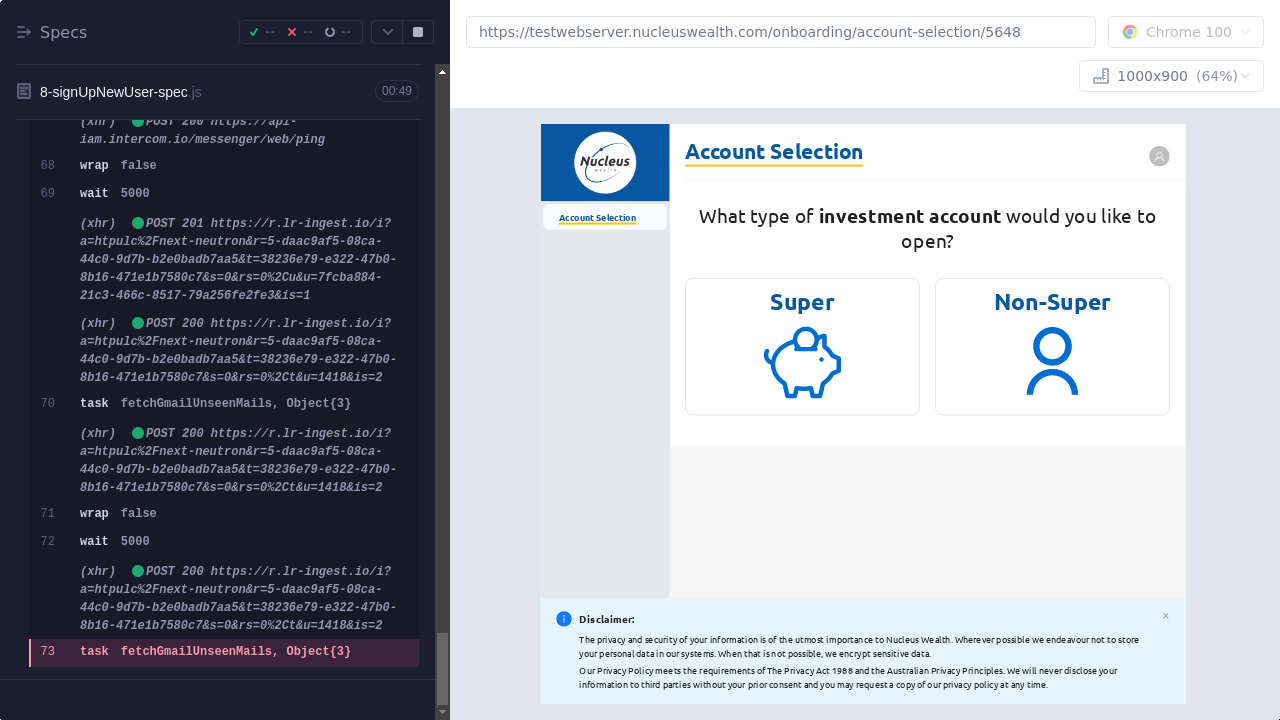 Specs
-- -- --
https://testwebserver.nucleuswealth.com/onboarding/account-selection/5648
Chrome 100
1000x900 (64%)
8-signUpNewUser-spec.js
00:49
(xhr) POST 200 https://api-
iam.intercom.io/messenger/web/ping
68 wrap false
69 wait 5000
(xhr) POST 201 https://r.lr-ingest.io/i?
a=htpulc%2Fnext-neutron&r=5-daac9af5-08ca-
44c0-9d7b-b2e0badb7aa5&t=38236e79-e322-47b0-
8b16-471e1b7580c7&s=0&rs=0%2Cu&u=7fcba884-
21c3-466c-8517-79a256fe2fe3&is=1
(xhr) POST 200 https://r.lr-ingest.io/i?
a=htpulc%2Fnext-neutron&r=5-daac9af5-08ca-
44c0-9d7b-b2e0badb7aa5&t=38236e79-e322-47b0-
8b16-471e1b7580c7&s=0&rs=0%2Ct&u=1418&is=2
70 task fetchGmailUnseenMails, Object{3}
(xhr) POST 200 https://r.lr-ingest.io/i?
a=htpulc%2Fnext-neutron&r=5-daac9af5-08ca-
44c0-9d7b-b2e0badb7aa5&t=38236e79-e322-47b0-
8b16-471e1b7580c7&s=0&rs=0%2Ct&u=1418&is=2
71 wrap false
72 wait 5000
(xhr) POST 200 https://r.lr-ingest.io/i?
a=htpulc%2Fnext-neutron&r=5-daac9af5-08ca-
44c0-9d7b-b2e0badb7aa5&t=38236e79-e322-47b0-
8b16-471e1b7580c7&s=0&rs=0%2Ct&u=1418&is=2
73 task fetchGmailUnseenMails, Object{3}
Nucleus
Wealth
Account Selection
Account Selection
What type of investment account would you like to
open?
Super
Non-Super
Disclaimer:
The privacy and security of your information is of the utmost importance to Nucleus Wealth. Wherever possible we endeavour not to store
your personal data in our systems. When that is not possible, we encrypt sensitive data.
Our Privacy Policy meets the requirements of The Privacy Act 1988 and the Australian Privacy Principles. We will never disclose your
information to third parties without your prior consent and you may request a copy of our privacy policy at any time.